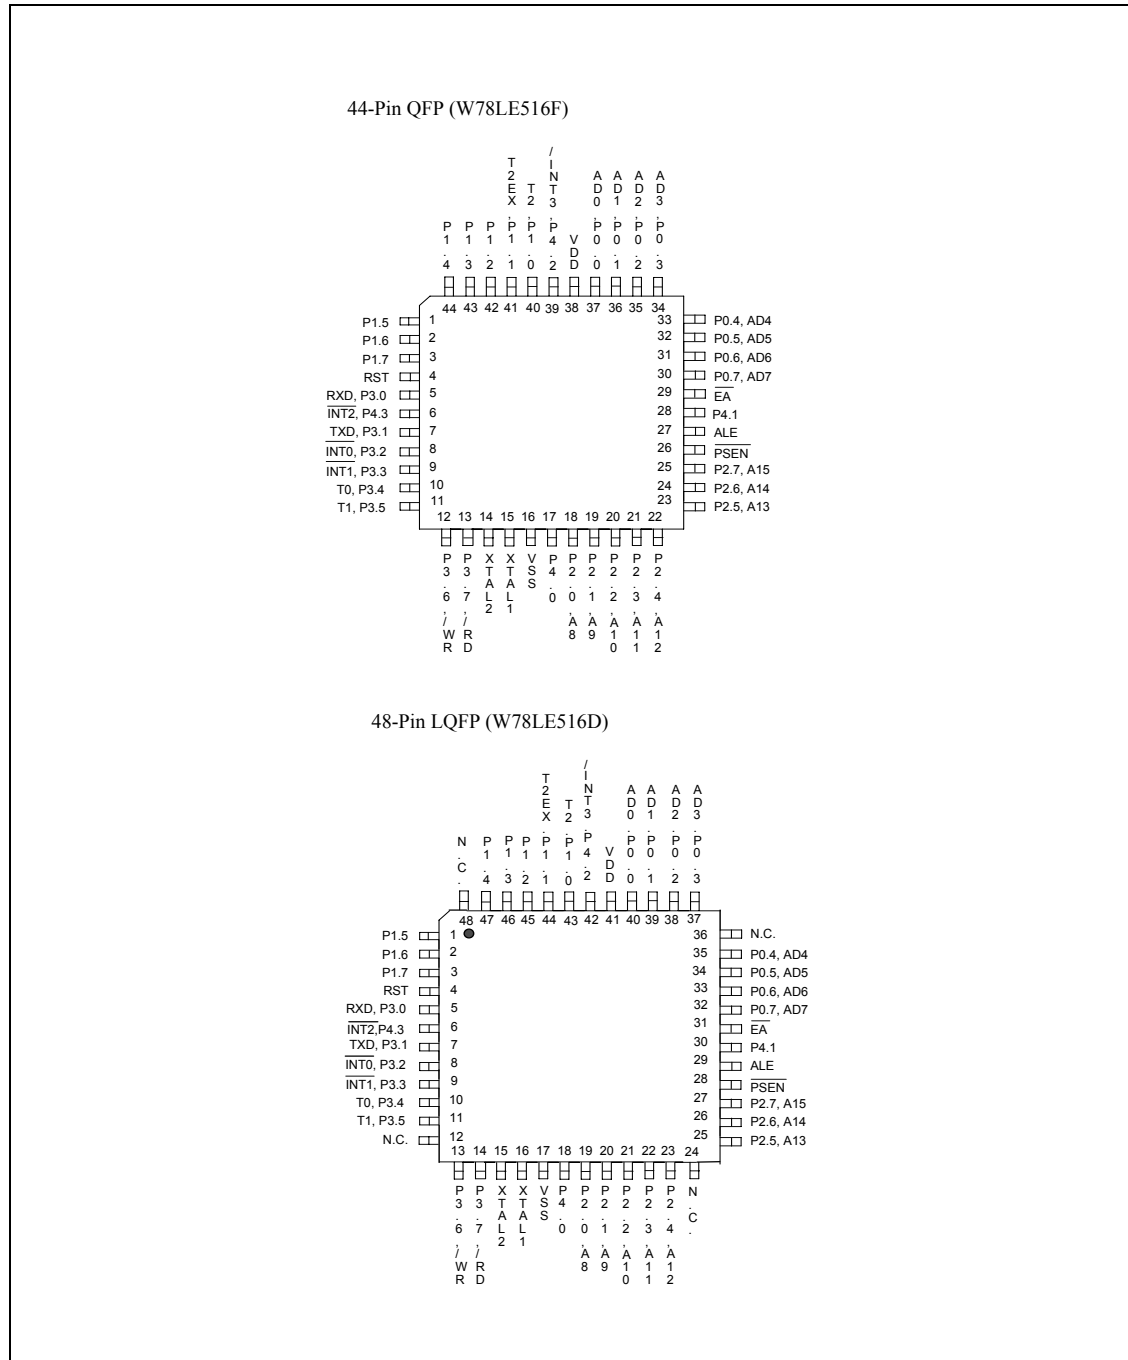 44-Pin QFP (W78LE516F)
P1.4
P1.3
P1.2
T2EX,P1.1
T2,P1.0
/INT3,P4.2
VDD
AD0,P0.0
AD1,P0.1
AD2,P0.2
AD3,P0.3
44 43 42 41 40 39 38 37 36 35 34
P1.5 1
P1.6 2
P1.7 3
RST 4
RXD, P3.0 5
INT2, P4.3 6
TXD, P3.1 7
INT0, P3.2 8
INT1, P3.3 9
T0, P3.4 10
T1, P3.5 11
33 P0.4, AD4
32 P0.5, AD5
31 P0.6, AD6
30 P0.7, AD7
29 EA
28 P4.1
27 ALE
26 PSEN
25 P2.7, A15
24 P2.6, A14
23 P2.5, A13
12 13 14 15 16 17 18 19 20 21 22
P3.6,/WR
P3.7,/RD
XTAL2
XTAL1
VSS
P4.0
P2.0,A8
P2.1,A9
P2.2,A10
P2.3,A11
P2.4,A12
48-Pin LQFP (W78LE516D)
N.C.
P1.4
P1.3
P1.2
T2EX.P1.1
T2.P1.0
/INT3.P4.2
VDD
AD0.P0.0
AD1.P0.1
AD2.P0.2
AD3.P0.3
48 47 46 45 44 43 42 41 40 39 38 37
P1.5 1
P1.6 2
P1.7 3
RST 4
RXD, P3.0 5
INT2,P4.3 6
TXD, P3.1 7
INT0, P3.2 8
INT1, P3.3 9
T0, P3.4 10
T1, P3.5 11
N.C. 12
36 N.C.
35 P0.4, AD4
34 P0.5, AD5
33 P0.6, AD6
32 P0.7, AD7
31 EA
30 P4.1
29 ALE
28 PSEN
27 P2.7, A15
26 P2.6, A14
25 P2.5, A13
13 14 15 16 17 18 19 20 21 22 23 24
P3.6,/WR
P3.7,/RD
XTAL2
XTAL1
VSS
P4.0
P2.0,A8
P2.1,A9
P2.2,A10
P2.3,A11
P2.4,A12
N.C.